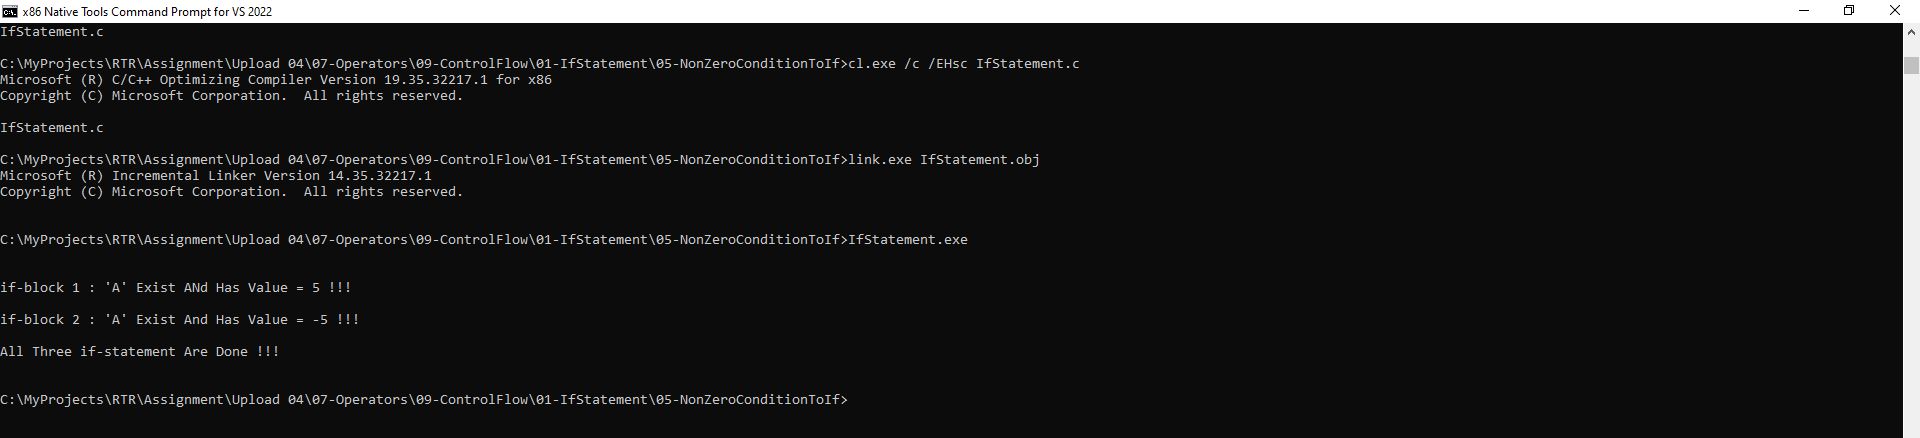 x86 Native Tools Command Prompt for VS 2022
IfStatement.c
C:\MyProjects\RTR\Assignment\Upload 04\07-Operators\09-ControlFlow\01-IfStatement\05-NonZeroConditionToIf>cl.exe /c /EHsc IfStatement.c
Microsoft (R) C/C++ Optimizing Compiler Version 19.35.32217.1 for x86
Copyright (C) Microsoft Corporation.  All rights reserved.
IfStatement.c
C:\MyProjects\RTR\Assignment\Upload 04\07-Operators\09-ControlFlow\01-IfStatement\05-NonZeroConditionToIf>link.exe IfStatement.obj
Microsoft (R) Incremental Linker Version 14.35.32217.1
Copyright (C) Microsoft Corporation.  All rights reserved.
C:\MyProjects\RTR\Assignment\Upload 04\07-Operators\09-ControlFlow\01-IfStatement\05-NonZeroConditionToIf>IfStatement.exe
if-block 1 : 'A' Exist ANd Has Value = 5 !!!
if-block 2 : 'A' Exist And Has Value = -5 !!!
All Three if-statement Are Done !!!
C:\MyProjects\RTR\Assignment\Upload 04\07-Operators\09-ControlFlow\01-IfStatement\05-NonZeroConditionToIf>